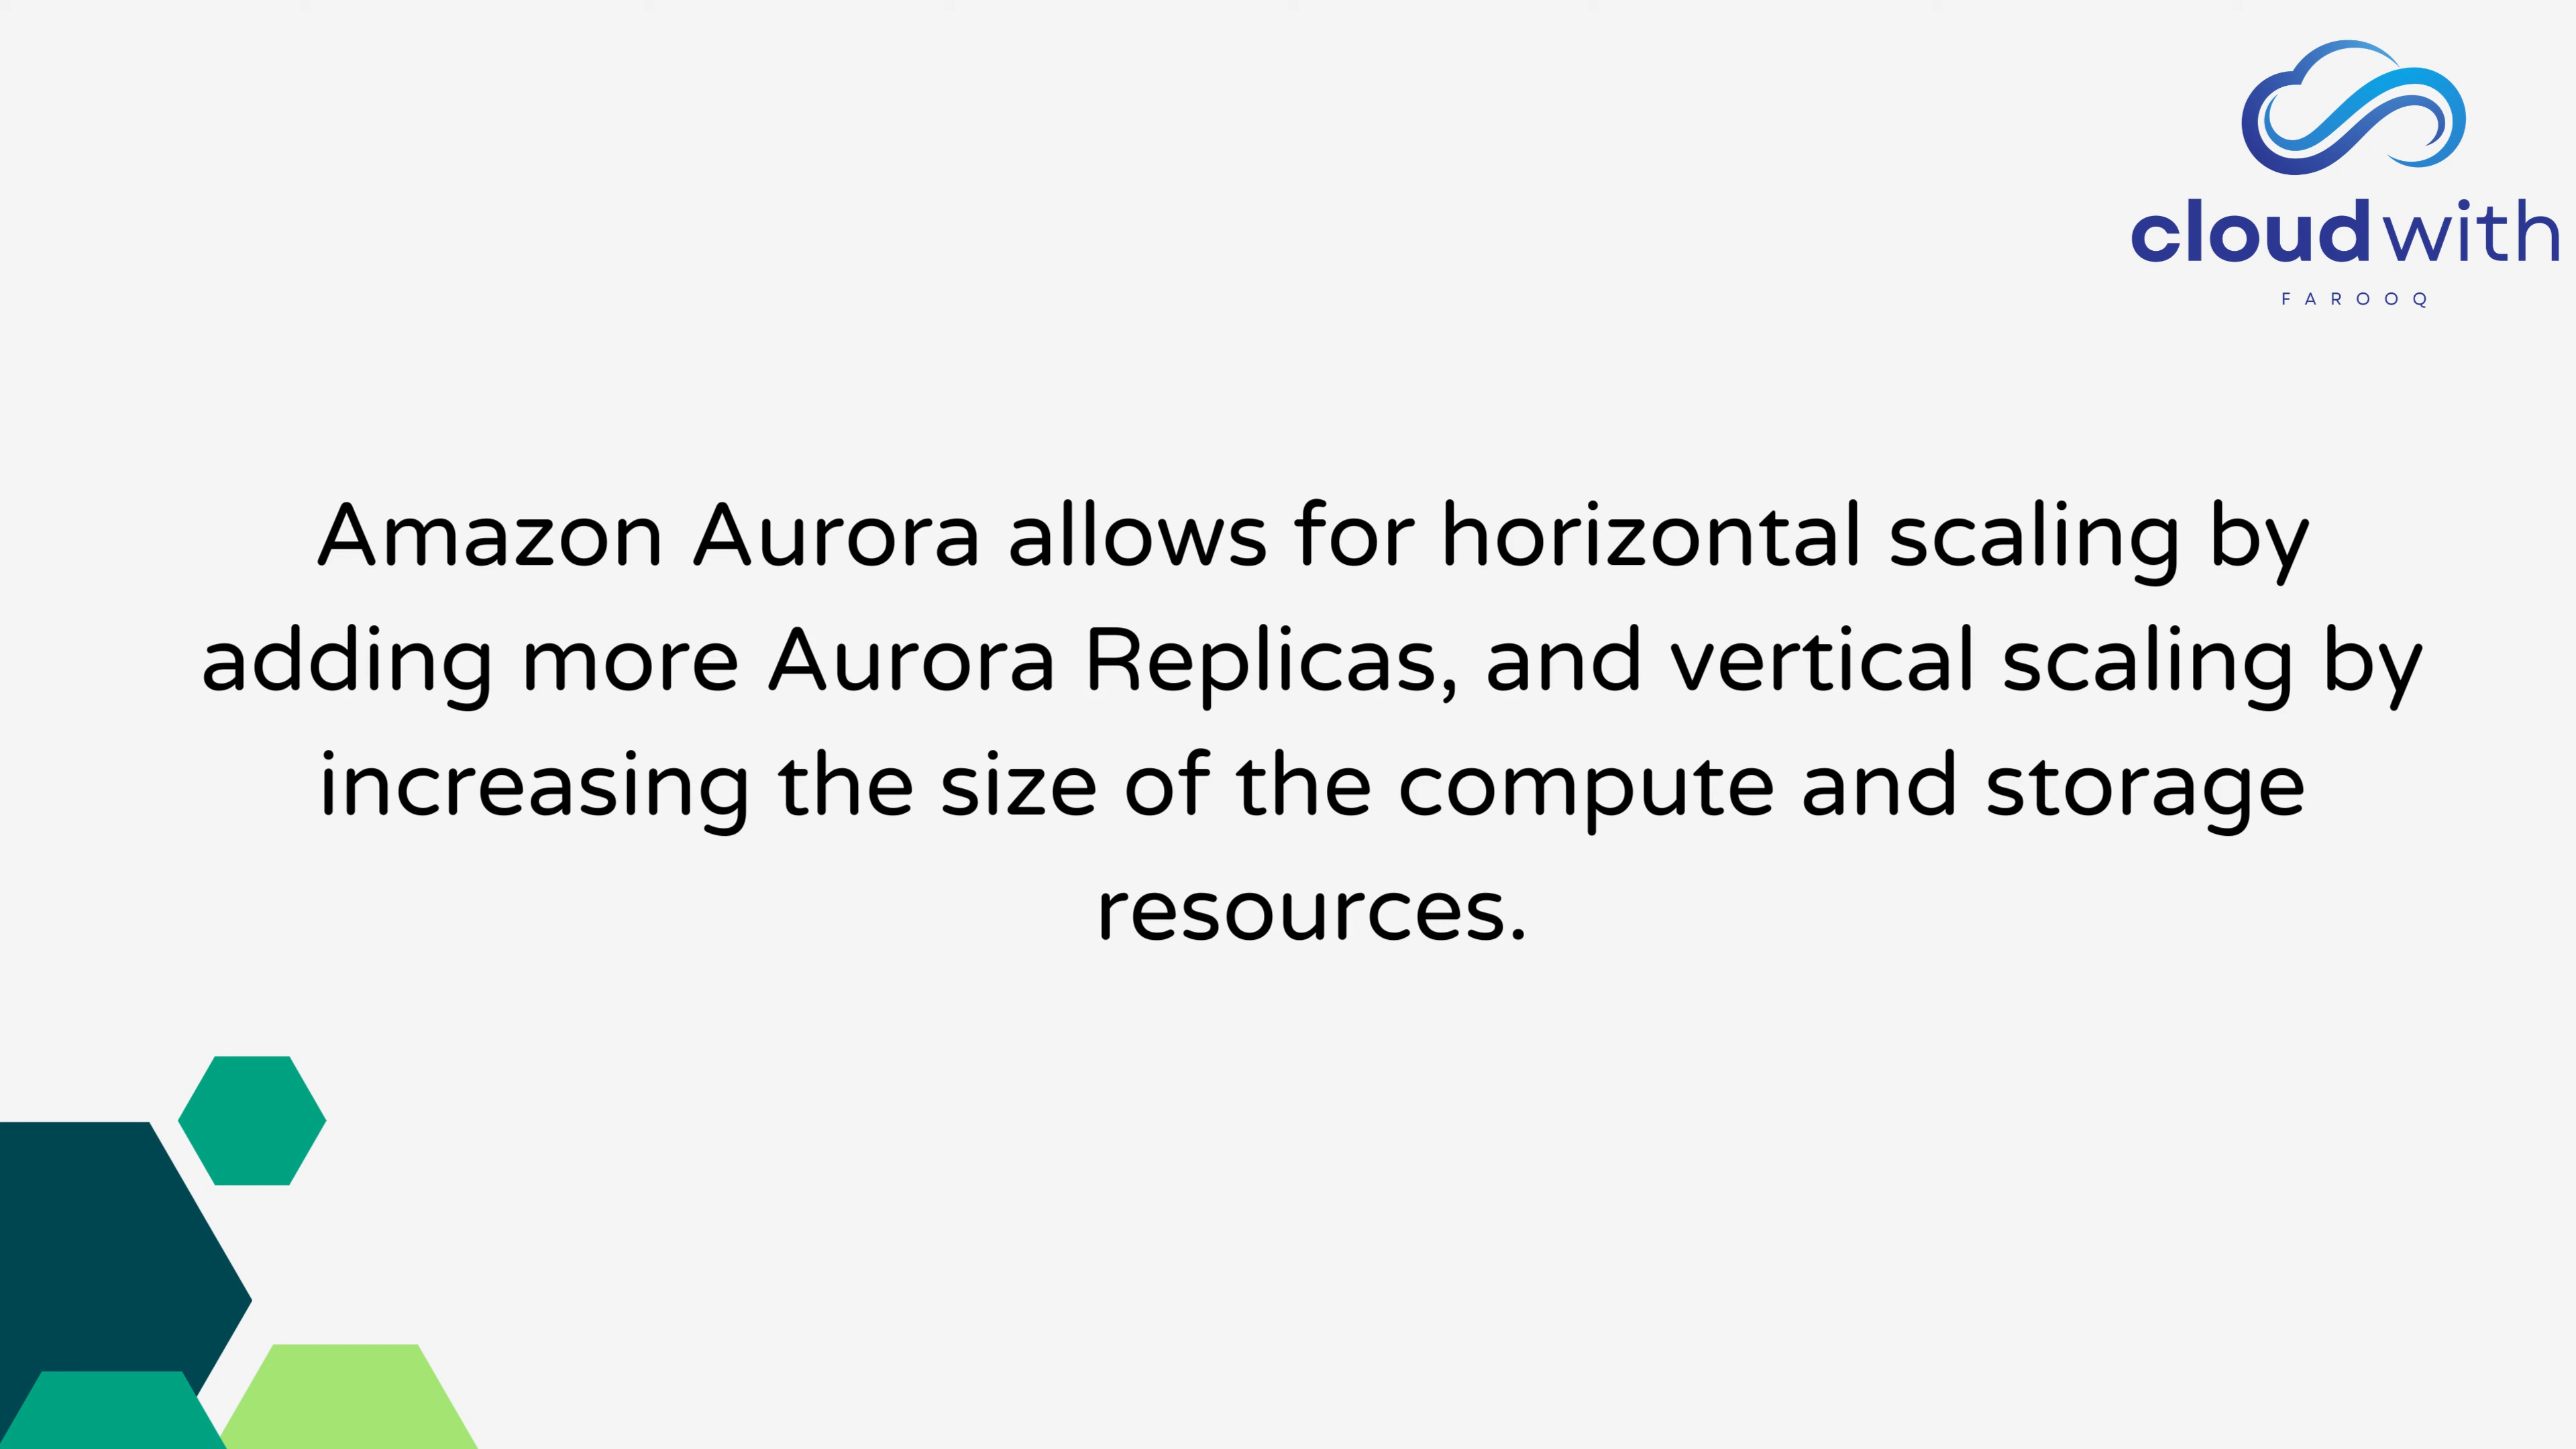 cloudwith
FAROOQ
Amazon Aurora allows for horizontal scaling by
adding more Aurora Replicas, and vertical scaling by
increasing the size of the compute and storage
resources.